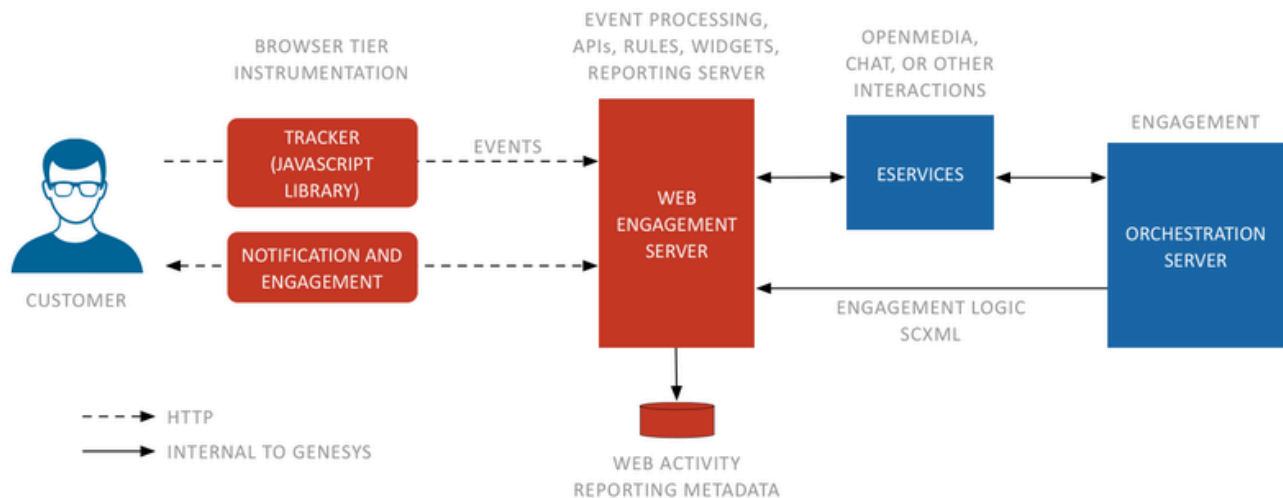 BROWSER TIER
INSTRUMENTATION
EVENT PROCESSING,
APIs, RULES, WIDGETS,
REPORTING SERVER
OPENMEDIA,
CHAT, OR OTHER
INTERACTIONS
ENGAGEMENT
TRACKER
(JAVASCRIPT
LIBRARY)
EVENTS
NOTIFICATION AND
ENGAGEMENT
WEB
ENGAGEMENT
SERVER
ESERVICES
ORCHESTRATION
SERVER
CUSTOMER
ENGAGEMENT LOGIC
SCXML
HTTP
INTERNAL TO GENESYS
WEB ACTIVITY
REPORTING METADATA